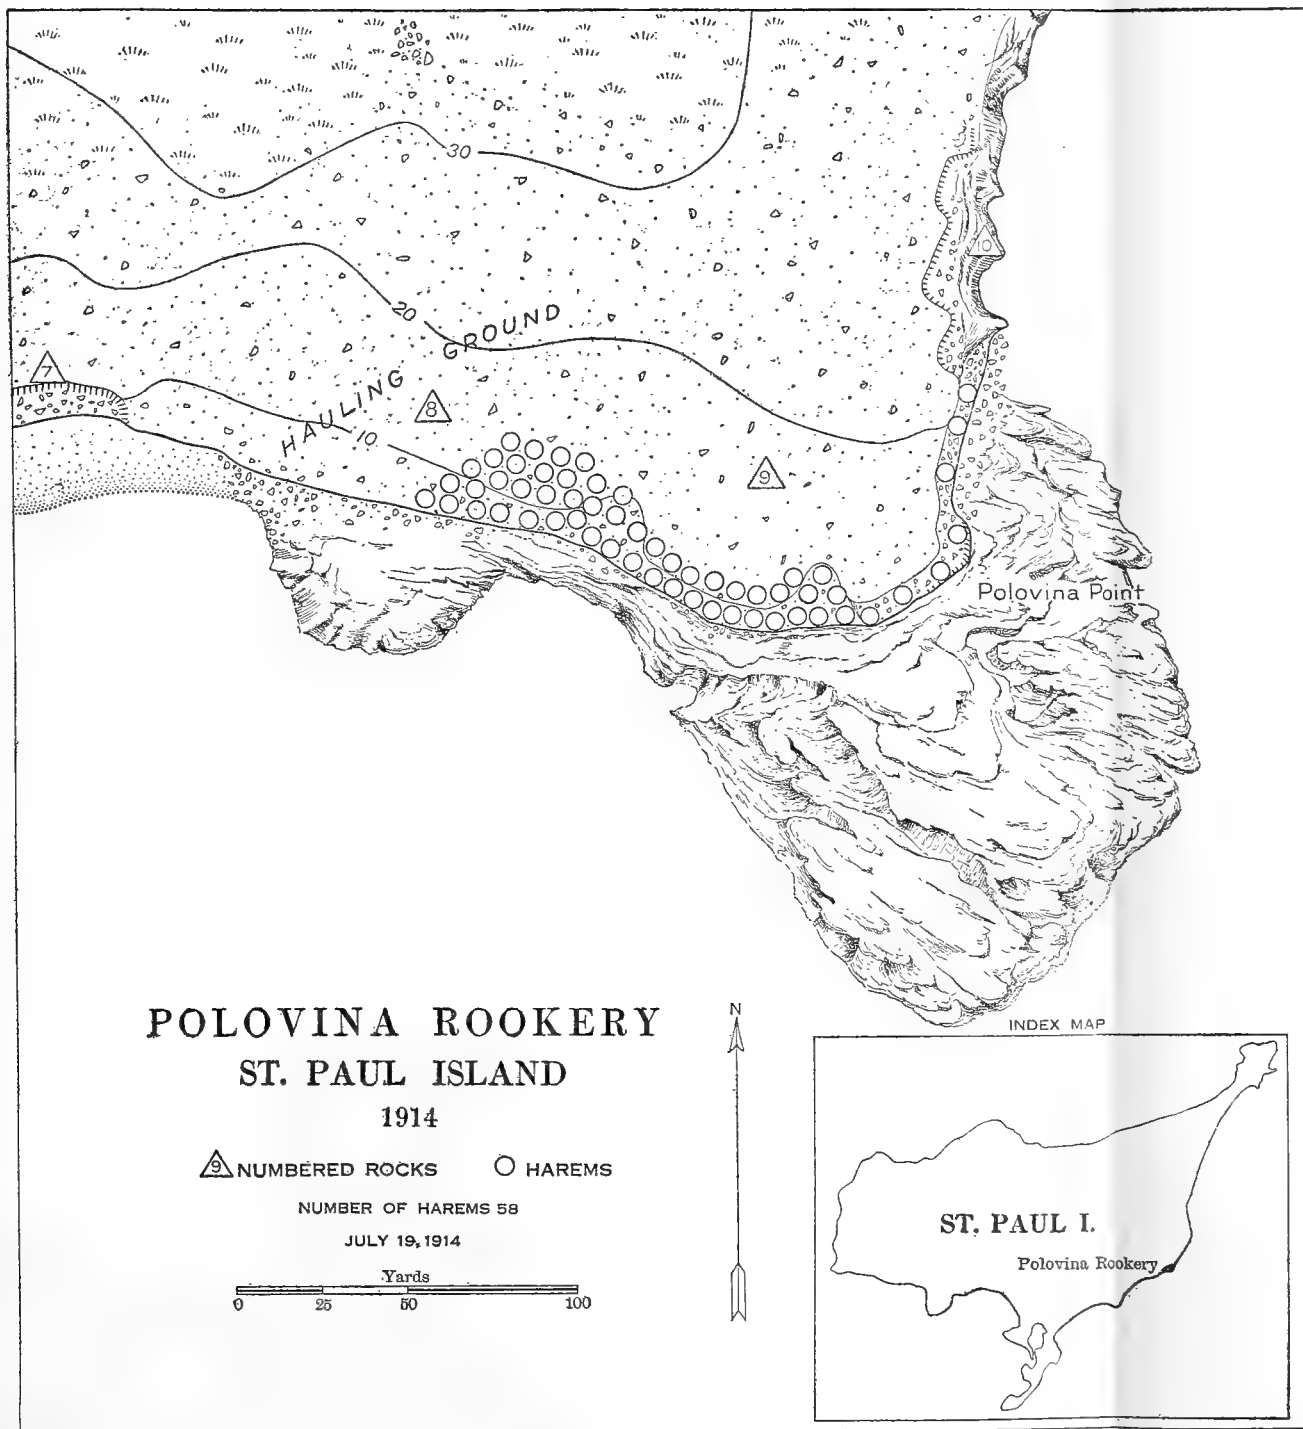 30
10
20
HAULING GROUND
7
8
10
9
Polovina Point
POLOVINA ROOKERY
ST. PAUL ISLAND
1914
9 NUMBERED ROCKS
HAREMS
NUMBER OF HAREMS 58
JULY 19, 1914
Yards
0 25 50 100
N
INDEX MAP
ST. PAUL I.
Polovina Rookery